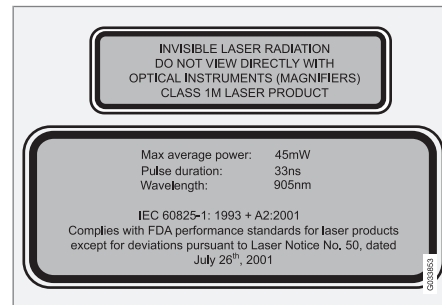 INVISIBLE LASER RADIATION
DO NOT VIEW DIRECTLY WITH
OPTICAL INSTRUMENTS (MAGNIFIERS)
CLASS 1M LASER PRODUCT
Max average power: 45mW
Pulse duration: 33ns
Wavelength: 905nm
IEC 60825-1: 1993 + A2:2001
Complies with FDA performance standards for laser products
except for deviations pursuant to Laser Notice No. 50, dated
July 26th, 2001
G033853